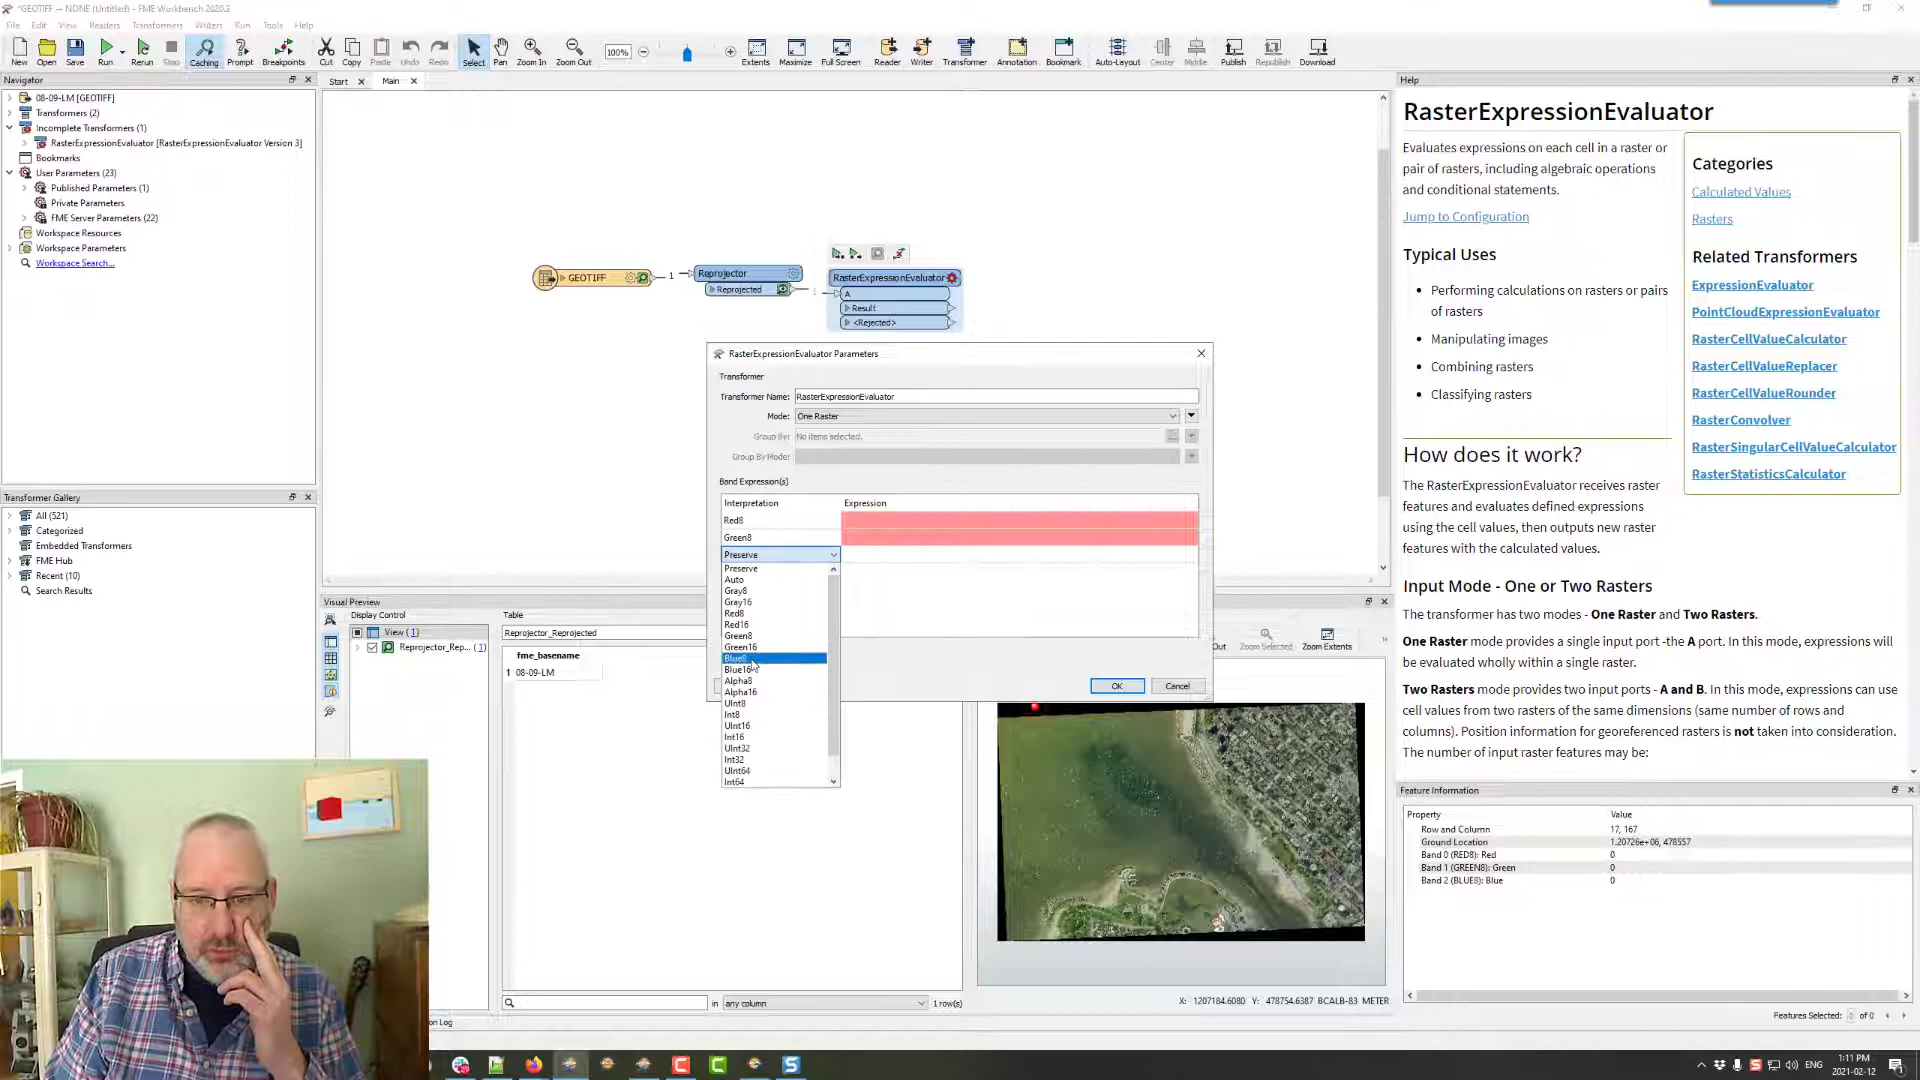 *GEOTIFF → NONE (Untitled) - FME Workbench 2020.2
File Edit View Readers Transformers Writers Run Tools Help
New Open Save Run Rerun Stop Caching Prompt Breakpoints Cut Copy Paste Undo Redo Select Pan Zoom In Zoom Out 100% Extents Maximize Full Screen Reader Writer Transformer Annotation Bookmark Auto-Layout Center Middle Publish Republish Download
Navigator
08-09-LM [GEOTIFF]
Transformers (2)
Incomplete Transformers (1)
RasterExpressionEvaluator [RasterExpressionEvaluator Version 3]
Bookmarks
User Parameters (23)
Published Parameters (1)
Private Parameters
FME Server Parameters (22)
Workspace Resources
Workspace Parameters
Workspace Search...
Transformer Gallery
All (521)
Categorized
Embedded Transformers
FME Hub
Recent (10)
Search Results
Start Main
GEOTIFF
1
Reprojector
Reprojected
1
RasterExpressionEvaluator
A
Result
<Rejected>
RasterExpressionEvaluator Parameters
Transformer
Transformer Name: RasterExpressionEvaluator
Mode: One Raster
Group By: No items selected.
Group By Mode:
Band Expression(s)
Interpretation Expression
Red8
Green8
Preserve
Preserve
Auto
Gray8
Gray16
Red8
Red16
Green8
Green16
Blue8
Blue16
Alpha8
Alpha16
UInt8
Int8
UInt16
Int16
UInt32
Int32
UInt64
Int64
OK Cancel
Visual Preview
Display Control
View (1)
Reprojector_Rep... (1)
Table
Reprojector_Reprojected
fme_basename
1 08-09-LM
in any column 1 row(s)
Out Zoom Selected Zoom Extents
X: 1207184.6080 Y: 478754.6387 BCALB-83 METER
on Log
Help
RasterExpressionEvaluator
Evaluates expressions on each cell in a raster or
pair of rasters, including algebraic operations
and conditional statements.
Jump to Configuration
Typical Uses
• Performing calculations on rasters or pairs
of rasters
• Manipulating images
• Combining rasters
• Classifying rasters
Categories
Calculated Values
Rasters
Related Transformers
ExpressionEvaluator
PointCloudExpressionEvaluator
RasterCellValueCalculator
RasterCellValueReplacer
RasterCellValueRounder
RasterConvolver
RasterSingularCellValueCalculator
RasterStatisticsCalculator
How does it work?
The RasterExpressionEvaluator receives raster
features and evaluates defined expressions
using the cell values, then outputs new raster
features with the calculated values.
Input Mode - One or Two Rasters
The transformer has two modes - One Raster and Two Rasters.
One Raster mode provides a single input port -the A port. In this mode, expressions will
be evaluated wholly within a single raster.
Two Rasters mode provides two input ports - A and B. In this mode, expressions can use
cell values from two rasters of the same dimensions (same number of rows and
columns). Position information for georeferenced rasters is not taken into consideration.
The number of input raster features may be:
Feature Information
Property Value
Row and Column 17, 167
Ground Location 1.20726e+06, 478557
Band 0 (RED8): Red 0
Band 1 (GREEN8): Green 0
Band 2 (BLUE8): Blue 0
Features Selected: 0 of 0
ENG
1:11 PM
2021-02-12